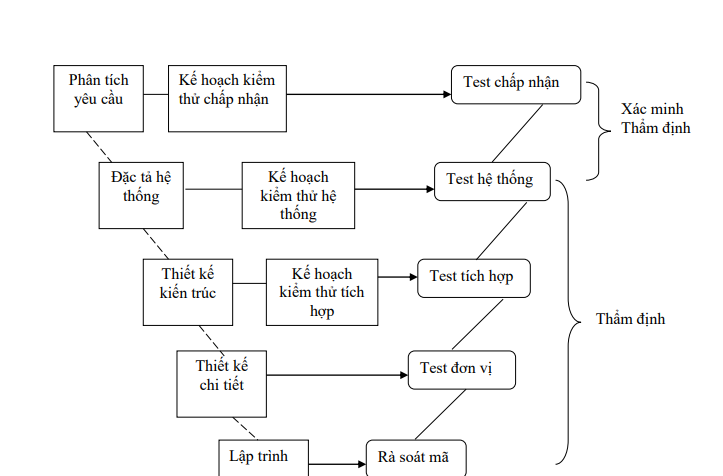 Phân tích
yêu cầu
Kế hoạch kiểm
thử chấp nhận
Test chấp nhận
Xác minh
Thẩm định
Đặc tả hệ
thống
Kế hoạch
kiểm thử hệ
thống
Test hệ thống
Thiết kế
kiến trúc
Kế hoạch
kiểm thử tích
hợp
Test tích hợp
Thẩm định
Thiết kế
chi tiết
Test đơn vị
Lập trình
Rà soát mã